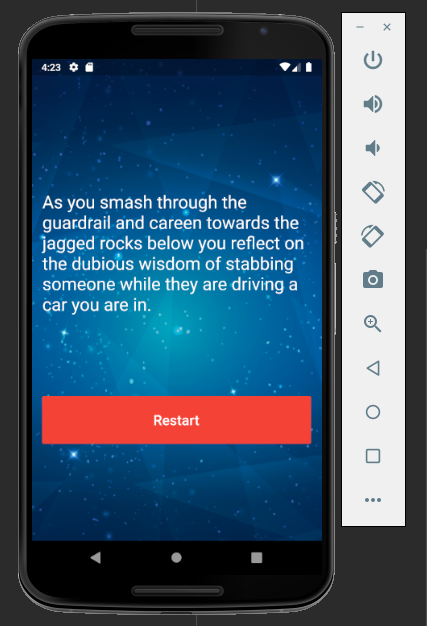 4:23
As you smash through the
guardrail and careen towards the
jagged rocks below you reflect on
the dubious wisdom of stabbing
someone while they are driving a
car you are in.
Restart